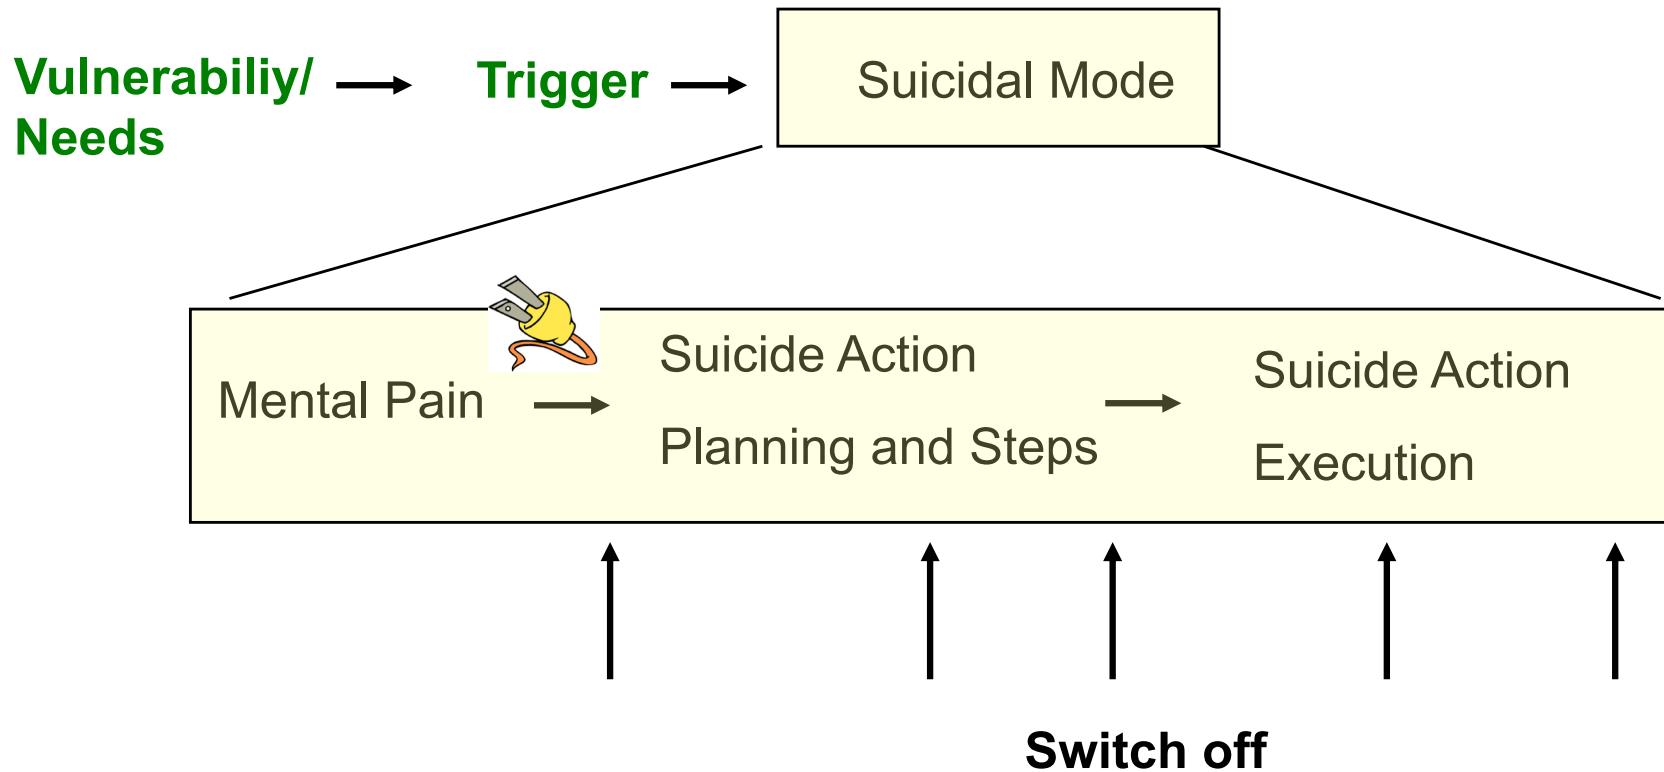 Vulnerabiliy/
Needs
Trigger
Suicidal Mode
Mental Pain
Suicide Action
Planning and Steps
Suicide Action
Execution
Switch off